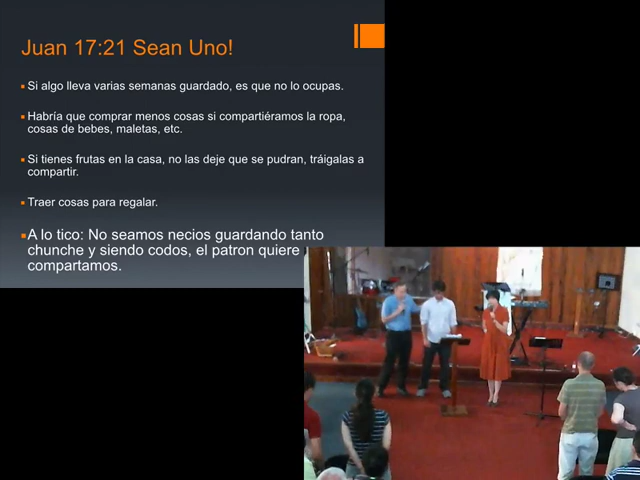 Juan 17:21 Sean Uno!
Si algo lleva varias semanas guardado, es que no lo ocupas.
Habría que comprar menos cosas si compartiéramos la ropa,
cosas de bebes, maletas, etc.
Si tienes frutas en la casa, no las deje que se pudran, tráigalas a
compartir.
Traer cosas para regalar.
A lo tico: No seamos necios guardando tanto
chunche y siendo codos, el patron quiere
compartamos.